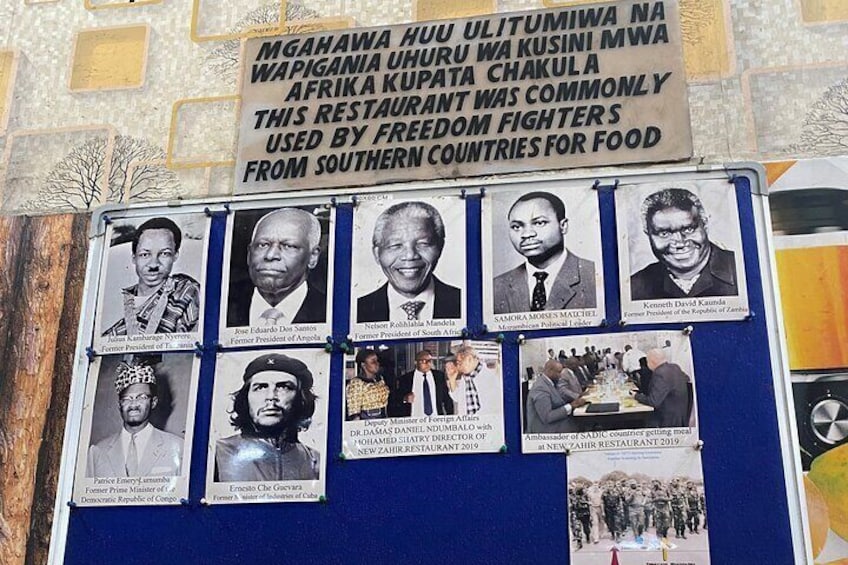 MGAHAWA HUU ULITUMIWA NA
WAPIGANIA UHURU WA KUSINI MWA
AFRIKA KUPATA CHAKULA
THIS RESTAURANT WAS COMMONLY
USED BY FREEDOM FIGHTERS
FROM SOUTHERN COUNTRIES FOR FOOD
Julius Kambarage Nyerere
Former President of Tanzania
Jose Eduardo Dos Santos
Former President of Angola
Nelson Rolihlahla Mandela
Former President of South Africa
SAMORA MOISES MATCHEL
Mozambican Political Leader
Kenneth David Kaunda
Former President of the Republic of Zambia
Patrice Emery Lumumba
Former Prime Minister of the
Democratic Republic of Congo
Ernesto Che Guevara
Former Minister of Industries of Cuba
Deputy Minister of Foreign Affairs
DR.DAMAS DANIEL NDUMBALO with
MOHAMED SHATRY DIRECTOR OF
NEW ZAHIR RESTAURANT 2019
Ambassador of SADIC countries getting meal
at NEW ZAHIR RESTAURANT 2019